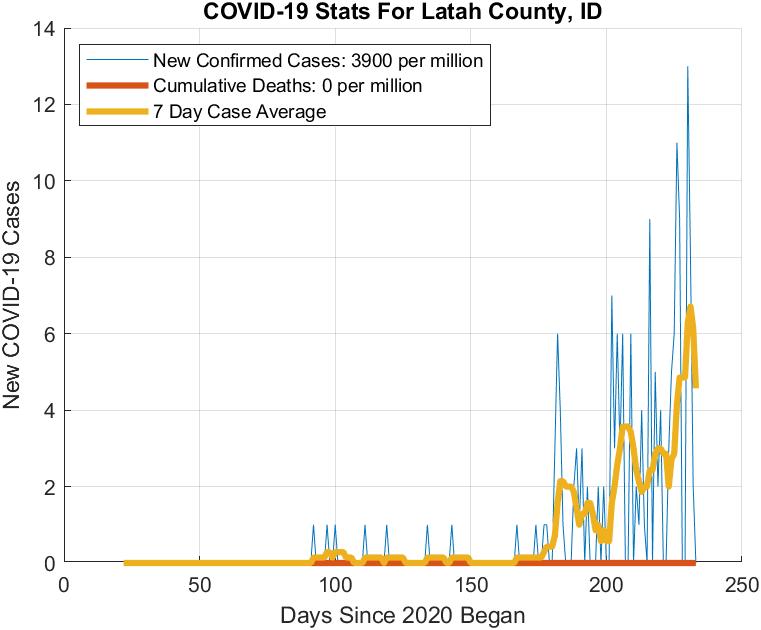 COVID-19 Stats For Latah County, ID
14
12
10
8
6
4
2
0
New COVID-19 Cases
New Confirmed Cases: 3900 per million
Cumulative Deaths: 0 per million
7 Day Case Average
0 50 100 150 200 250
Days Since 2020 Began